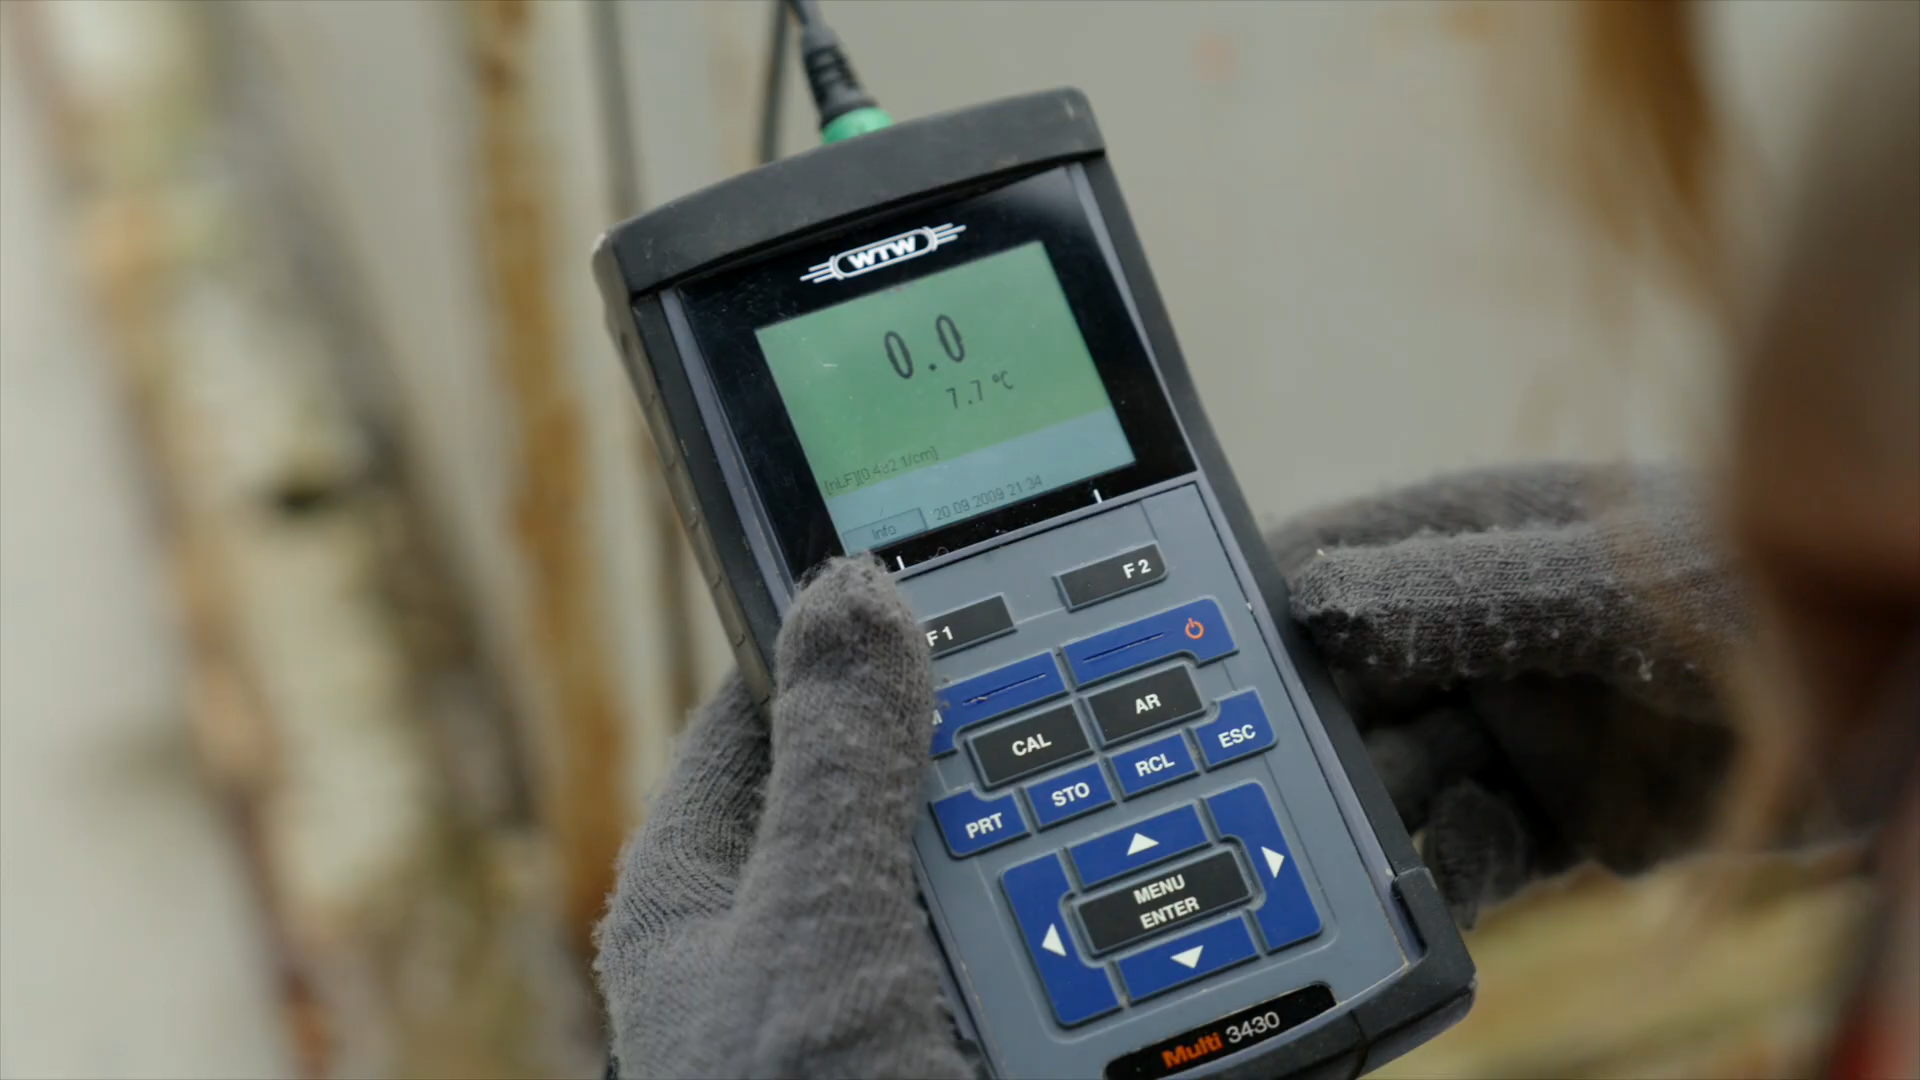 WTW
0.0
7.7 °C
[nLF][0.482 1/cm]
Info 20.09.2009 21:34
F1 F2
M
CAL AR
PRT STO RCL ESC
MENU
ENTER
Multi 3430